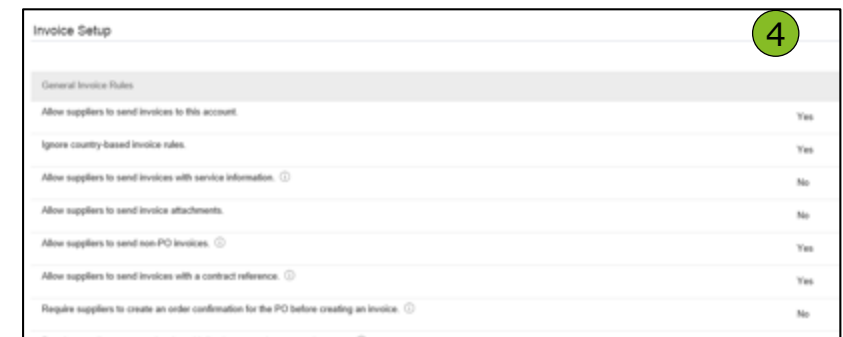 Invoice Setup
4
General Invoice Rules
Allow suppliers to send invoices to this account.
Yes
Ignore country-based invoice rules.
Yes
Allow suppliers to send invoices with service information. ⓘ
No
Allow suppliers to send invoice attachments.
No
Allow suppliers to send non-PO invoices. ⓘ
Yes
Allow suppliers to send invoices with a contract reference. ⓘ
Yes
Require suppliers to create an order confirmation for the PO before creating an invoice. ⓘ
No